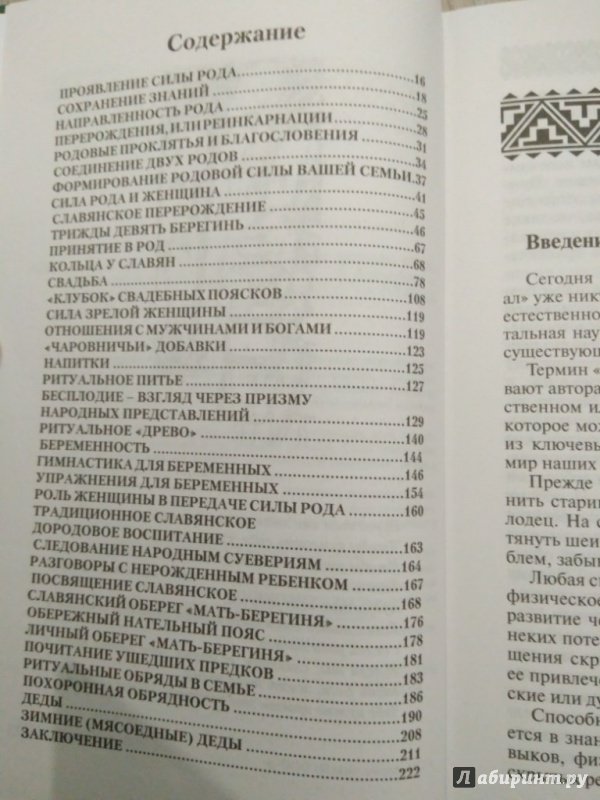 Содержание
ПРОЯВЛЕНИЕ СИЛЫ РОДА...16
СОХРАНЕНИЕ ЗНАНИЙ...18
НАПРАВЛЕННОСТЬ РОДА...25
ПЕРЕРОЖДЕНИЯ, ИЛИ РЕИНКАРНАЦИИ...28
РОДОВЫЕ ПРОКЛЯТЬЯ И БЛАГОСЛОВЕНИЯ...31
СОЕДИНЕНИЕ ДВУХ РОДОВ...34
ФОРМИРОВАНИЕ РОДОВОЙ СИЛЫ ВАШЕЙ СЕМЬИ.37
СИЛА РОДА И ЖЕНЩИНА...41
СЛАВЯНСКОЕ ПЕРЕРОЖДЕНИЕ...45
ТРИЖДЫ ДЕВЯТЬ БЕРЕГИНЬ...46
ПРИНЯТИЕ В РОД...67
КОЛЬЦА У СЛАВЯН...68
СВАДЬБА...78
«КЛУБОК» СВАДЕБНЫХ ПОЯСКОВ...108
СИЛА ЗРЕЛОЙ ЖЕНЩИНЫ...119
ОТНОШЕНИЯ С МУЖЧИНАМИ И БОГАМИ...119
«ЧАРОВНИЧЬИ» ДОБАВКИ...123
НАПИТКИ...125
РИТУАЛЬНОЕ ПИТЬЕ...127
БЕСПЛОДИЕ – ВЗГЛЯД ЧЕРЕЗ ПРИЗМУ
НАРОДНЫХ ПРЕДСТАВЛЕНИЙ...129
РИТУАЛЬНОЕ «ДРЕВО»...140
БЕРЕМЕННОСТЬ...144
ГИМНАСТИКА ДЛЯ БЕРЕМЕННЫХ...146
УПРАЖНЕНИЯ ДЛЯ БЕРЕМЕННЫХ...154
РОЛЬ ЖЕНЩИНЫ В ПЕРЕДАЧЕ СИЛЫ РОДА...160
ТРАДИЦИОННОЕ СЛАВЯНСКОЕ
ДОРОДОВОЕ ВОСПИТАНИЕ...163
СЛЕДОВАНИЕ НАРОДНЫМ СУЕВЕРИЯМ...164
РАЗГОВОРЫ С НЕРОЖДЕННЫМ РЕБЕНКОМ...167
ПОСВЯЩЕНИЕ СЛАВЯНСКОЕ...168
СЛАВЯНСКИЙ ОБЕРЕГ «МАТЬ-БЕРЕГИНЯ»...176
ОБЕРЕЖНЫЙ НАТЕЛЬНЫЙ ПОЯС...178
ЛИЧНЫЙ ОБЕРЕГ «МАТЬ-БЕРЕГИНЯ»...181
ПОЧИТАНИЕ УШЕДШИХ ПРЕДКОВ...183
РИТУАЛЬНЫЕ ОБРЯДЫ В СЕМЬЕ...186
ПОХОРОННАЯ ОБРЯДНОСТЬ...190
ДЕДЫ...208
ЗИМНИЕ (МЯСОЕДНЫЕ) ДЕДЫ...211
ЗАКЛЮЧЕНИЕ...222
Введени
Сегодня
ал» уже ник
естественно
тальная нау
существующ
Термин «
вают автора
ственном ил
которое мо
из ключевы
мир наших
Прежде
нить стари
лодец. На с
тянуть шеи
блем, забы
Любая с
физическое
развитие че
неких поте
щения скр
ее привлеч
ские или ду
Способн
ется в знан
выков, физ
Лабиринт.ру